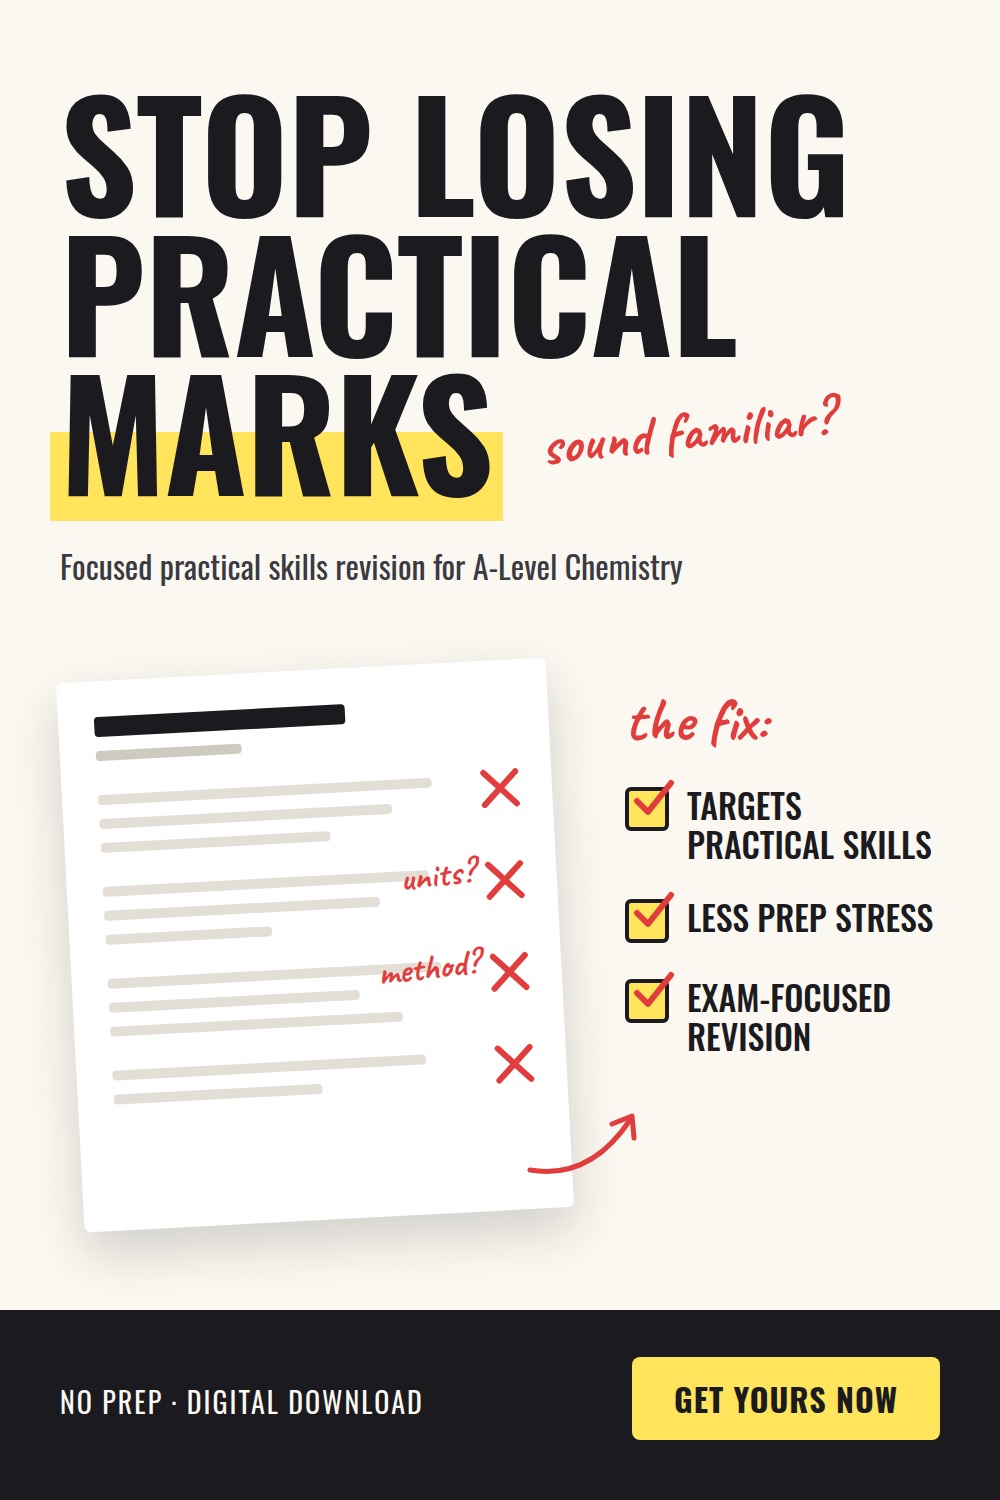 STOP LOSING
PRACTICAL
MARKS
sound familiar?
Focused practical skills revision for A-Level Chemistry
units?
method?
the fix:
TARGETS
PRACTICAL SKILLS
LESS PREP STRESS
EXAM-FOCUSED
REVISION
NO PREP · DIGITAL DOWNLOAD
GET YOURS NOW